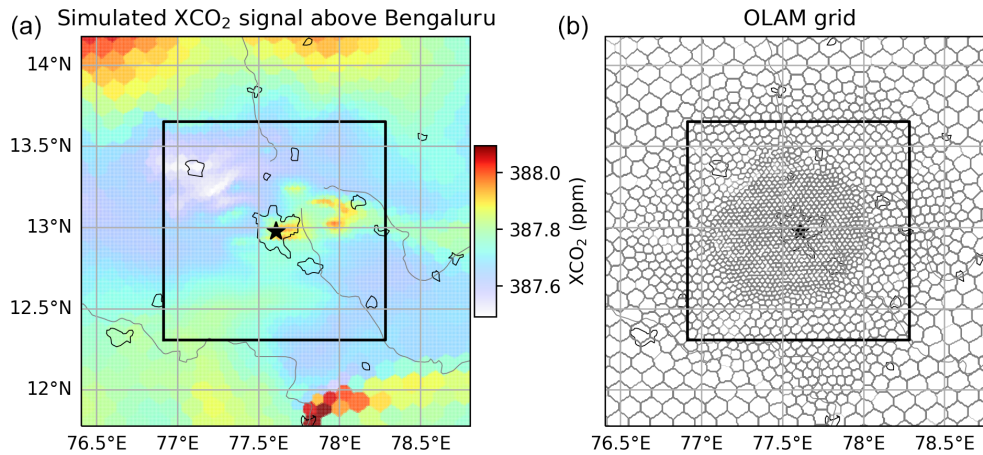 (a) Simulated XCO₂ signal above Bengaluru
14°N
13.5°N
13°N
12.5°N
12°N
76.5°E 77°E 77.5°E 78°E 78.5°E
388.0
387.8
387.6
XCO₂ (ppm)
(b) OLAM grid
76.5°E 77°E 77.5°E 78°E 78.5°E